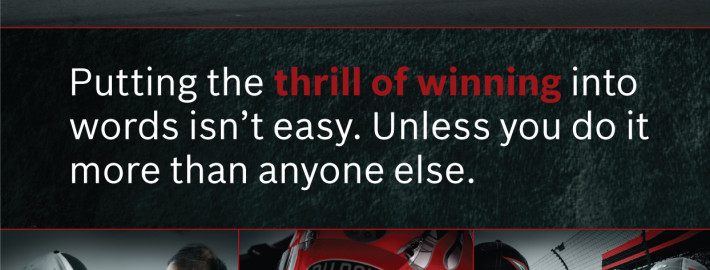 Putting the thrill of winning into
words isn't easy. Unless you do it
more than anyone else.